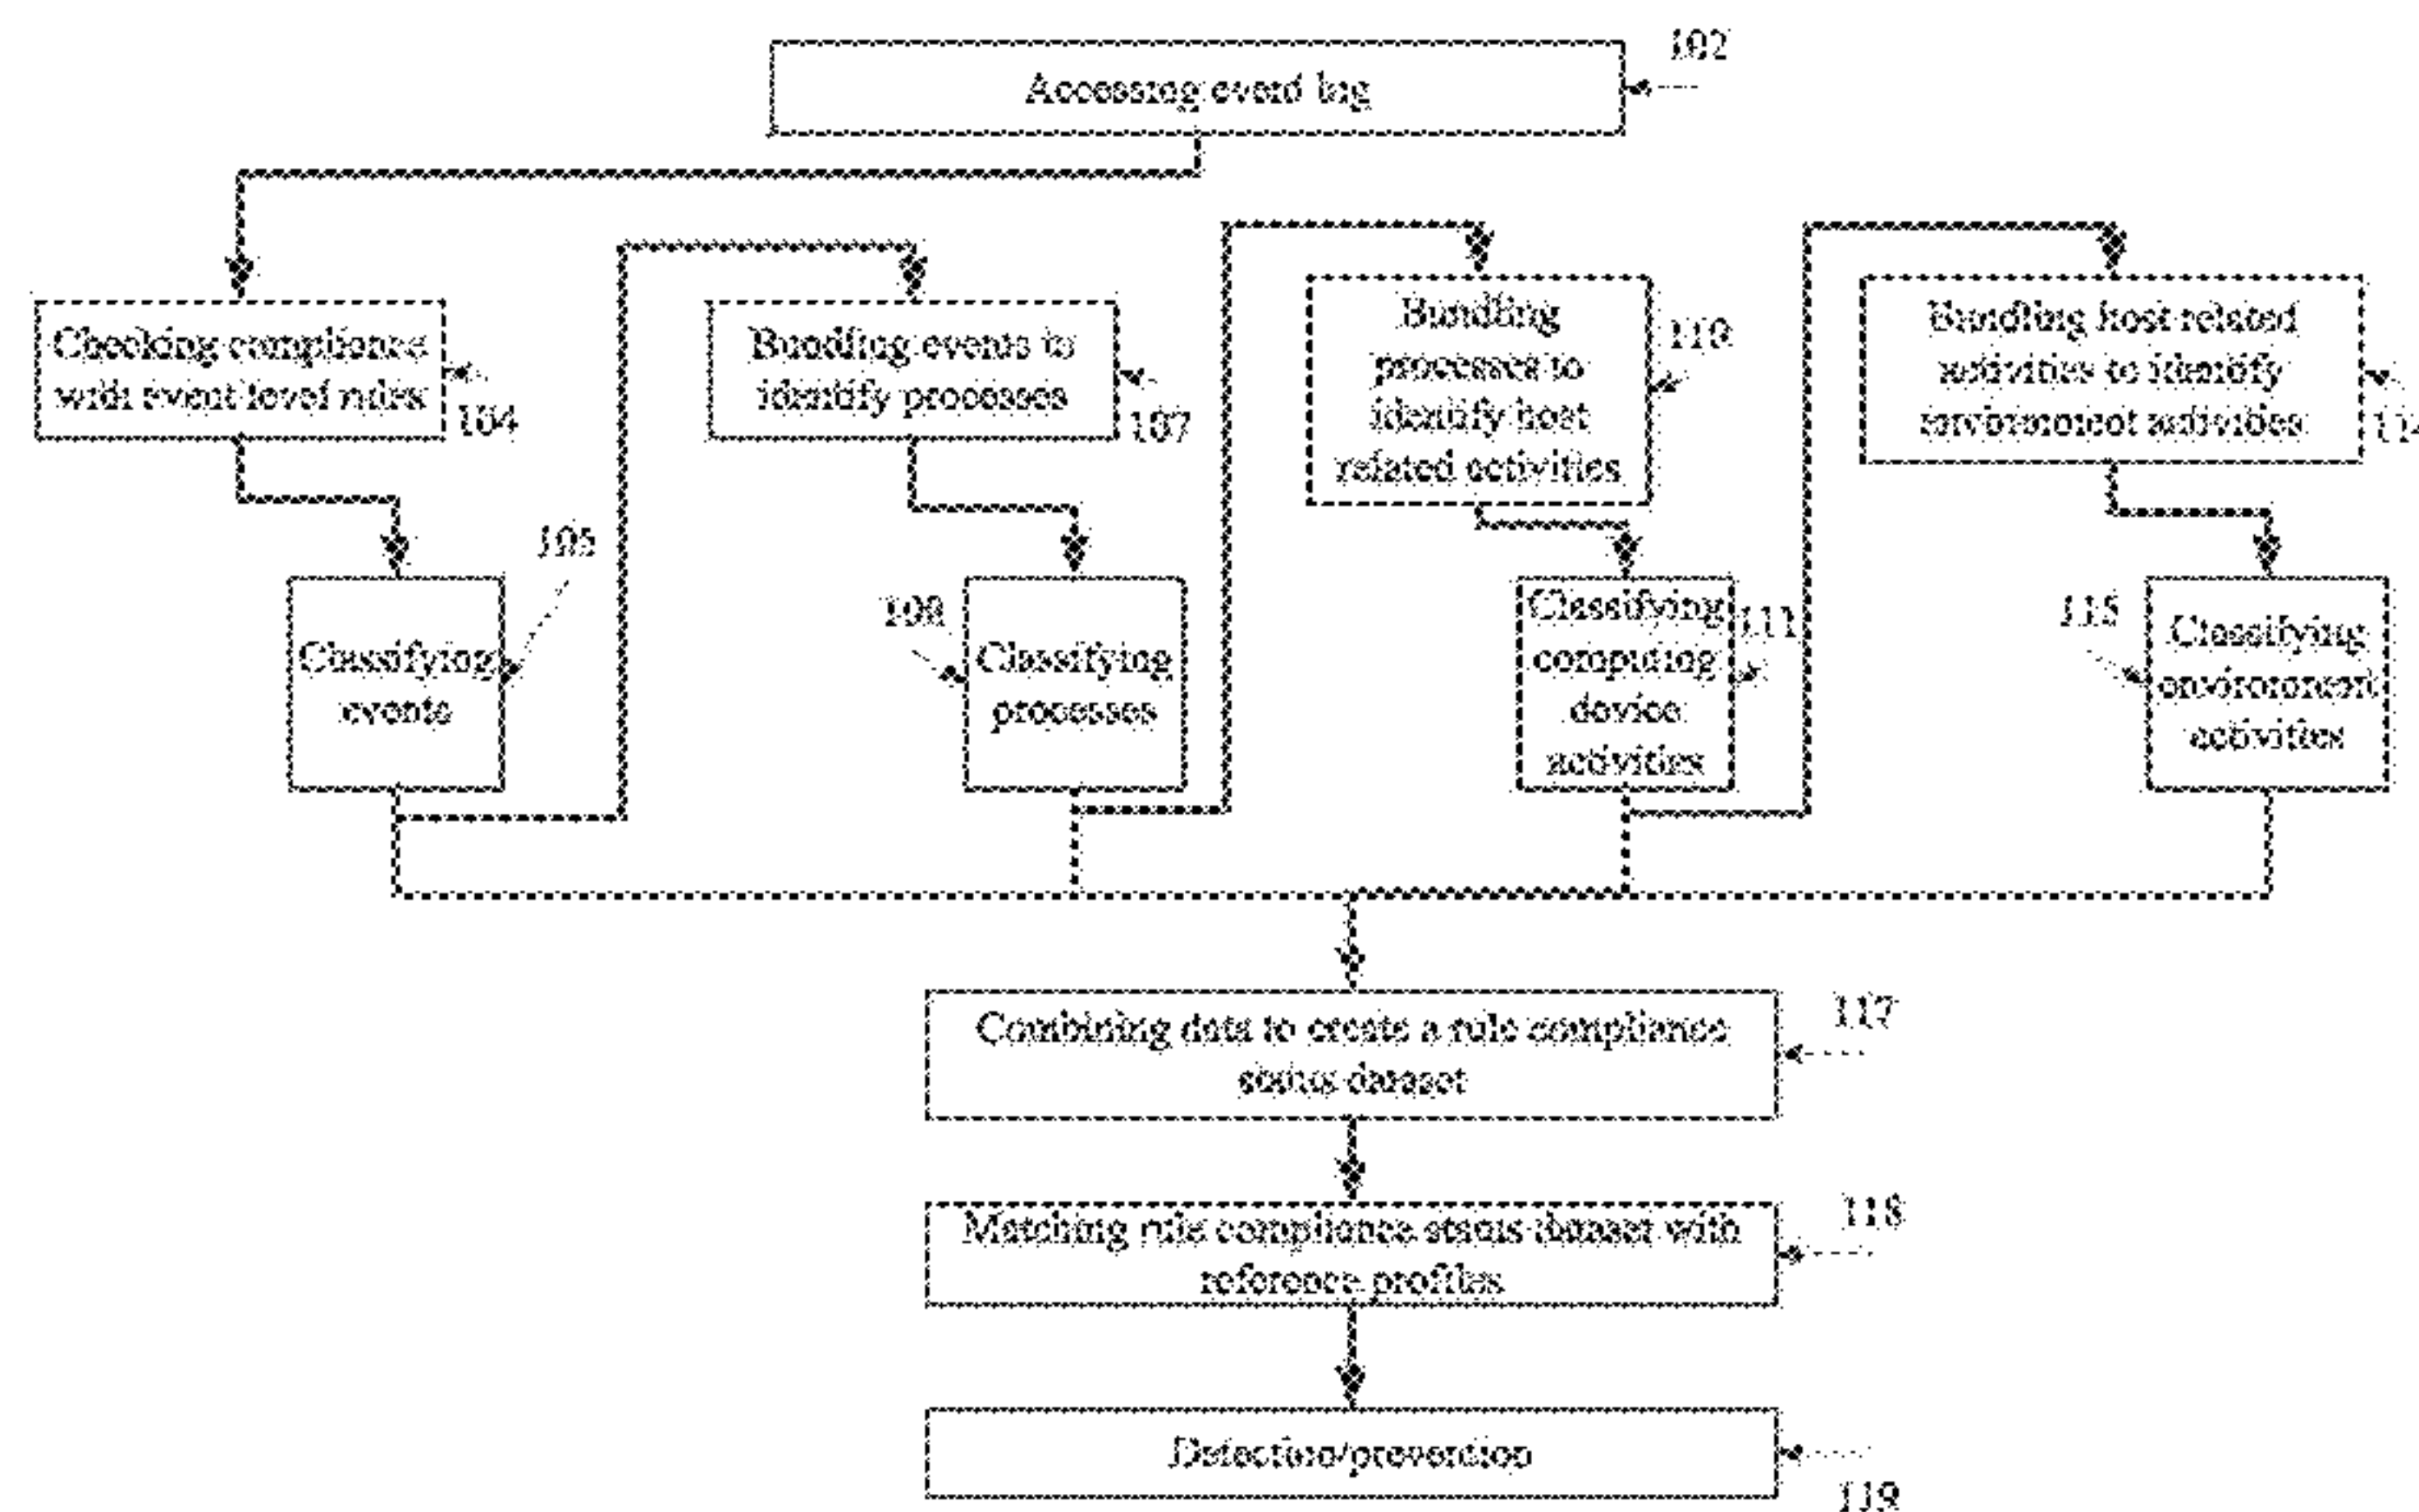 Accessing event log
102
Checking compliance
with event level rules
104
Bundling events to
identify processes
107
Bundling
processes to
identify host
related activities
110
Bundling host related
activities to identify
environment activities
Classifying
events
105
Classifying
processes
108
Classifying
computing
device
activities
111
Classifying
environment
activities
115
Combining data to create a rule compliance
status dataset
117
Matching rule compliance status dataset with
reference profiles
118
Detection/prevention
119